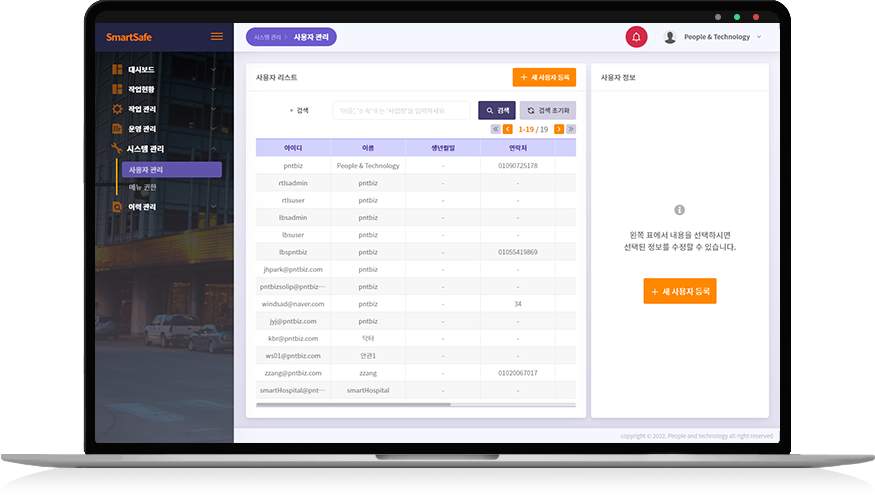 SmartSafe
시스템 관리 > 사용자 관리
People & Technology
대시보드
작업현황
작업 관리
운영 관리
시스템 관리
사용자 관리
메뉴 권한
이력 관리
사용자 리스트
+ 새 사용자 등록
검색
'이름', '소속' 또는 '사업장'을 입력하세요
검색
검색 초기화
1-19 / 19
아이디 이름 생년월일 연락처
pntbiz People & Technology - 01090725178
rtlsadmin pntbiz - -
rtlsuser pntbiz - -
lbsadmin pntbiz - -
lbsuser pntbiz - -
lbspntbiz pntbiz - 01055419869
jhpark@pntbiz.com pntbiz - -
pntbizsolip@pntbiz··· pntbiz - -
windsad@naver.com pntbiz - 34
jyj@pntbiz.com pntbiz - -
kbr@pntbiz.com 닥터 - -
ws01@pntbiz.com 안관1 - -
zzang@pntbiz.com zzang - 01020067017
smartHospital@pnt··· smartHospital - -
사용자 정보
왼쪽 표에서 내용을 선택하시면
선택된 정보를 수정할 수 있습니다.
+ 새 사용자 등록
copyright © 2022. People and technology all right reserved